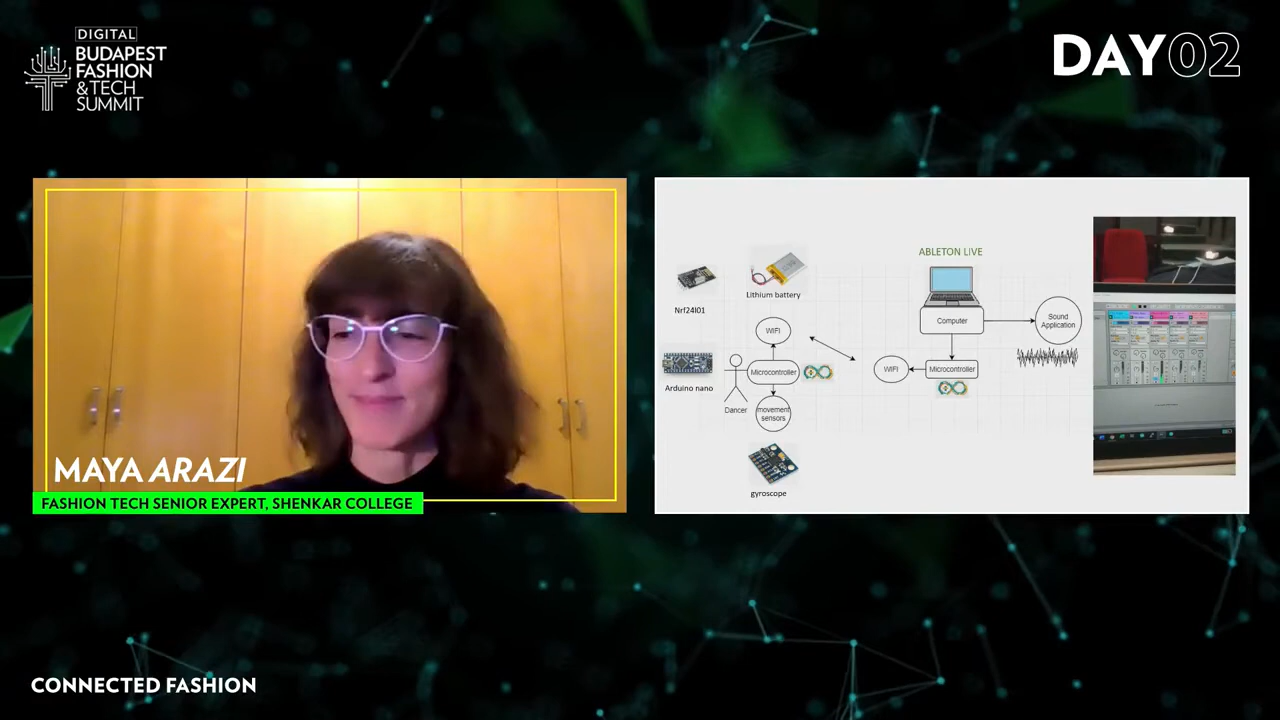 DIGITAL
BUDAPEST
FASHION
&TECH
SUMMIT
DAY02
MAYA ARAZI
FASHION TECH SENIOR EXPERT, SHENKAR COLLEGE
ABLETON LIVE
Nrf24l01
Lithium battery
WIFI
Computer
Sound
Application
Arduino nano
Microcontroller
WIFI
Microcontroller
Dancer
movement
sensors
gyroscope
CONNECTED FASHION